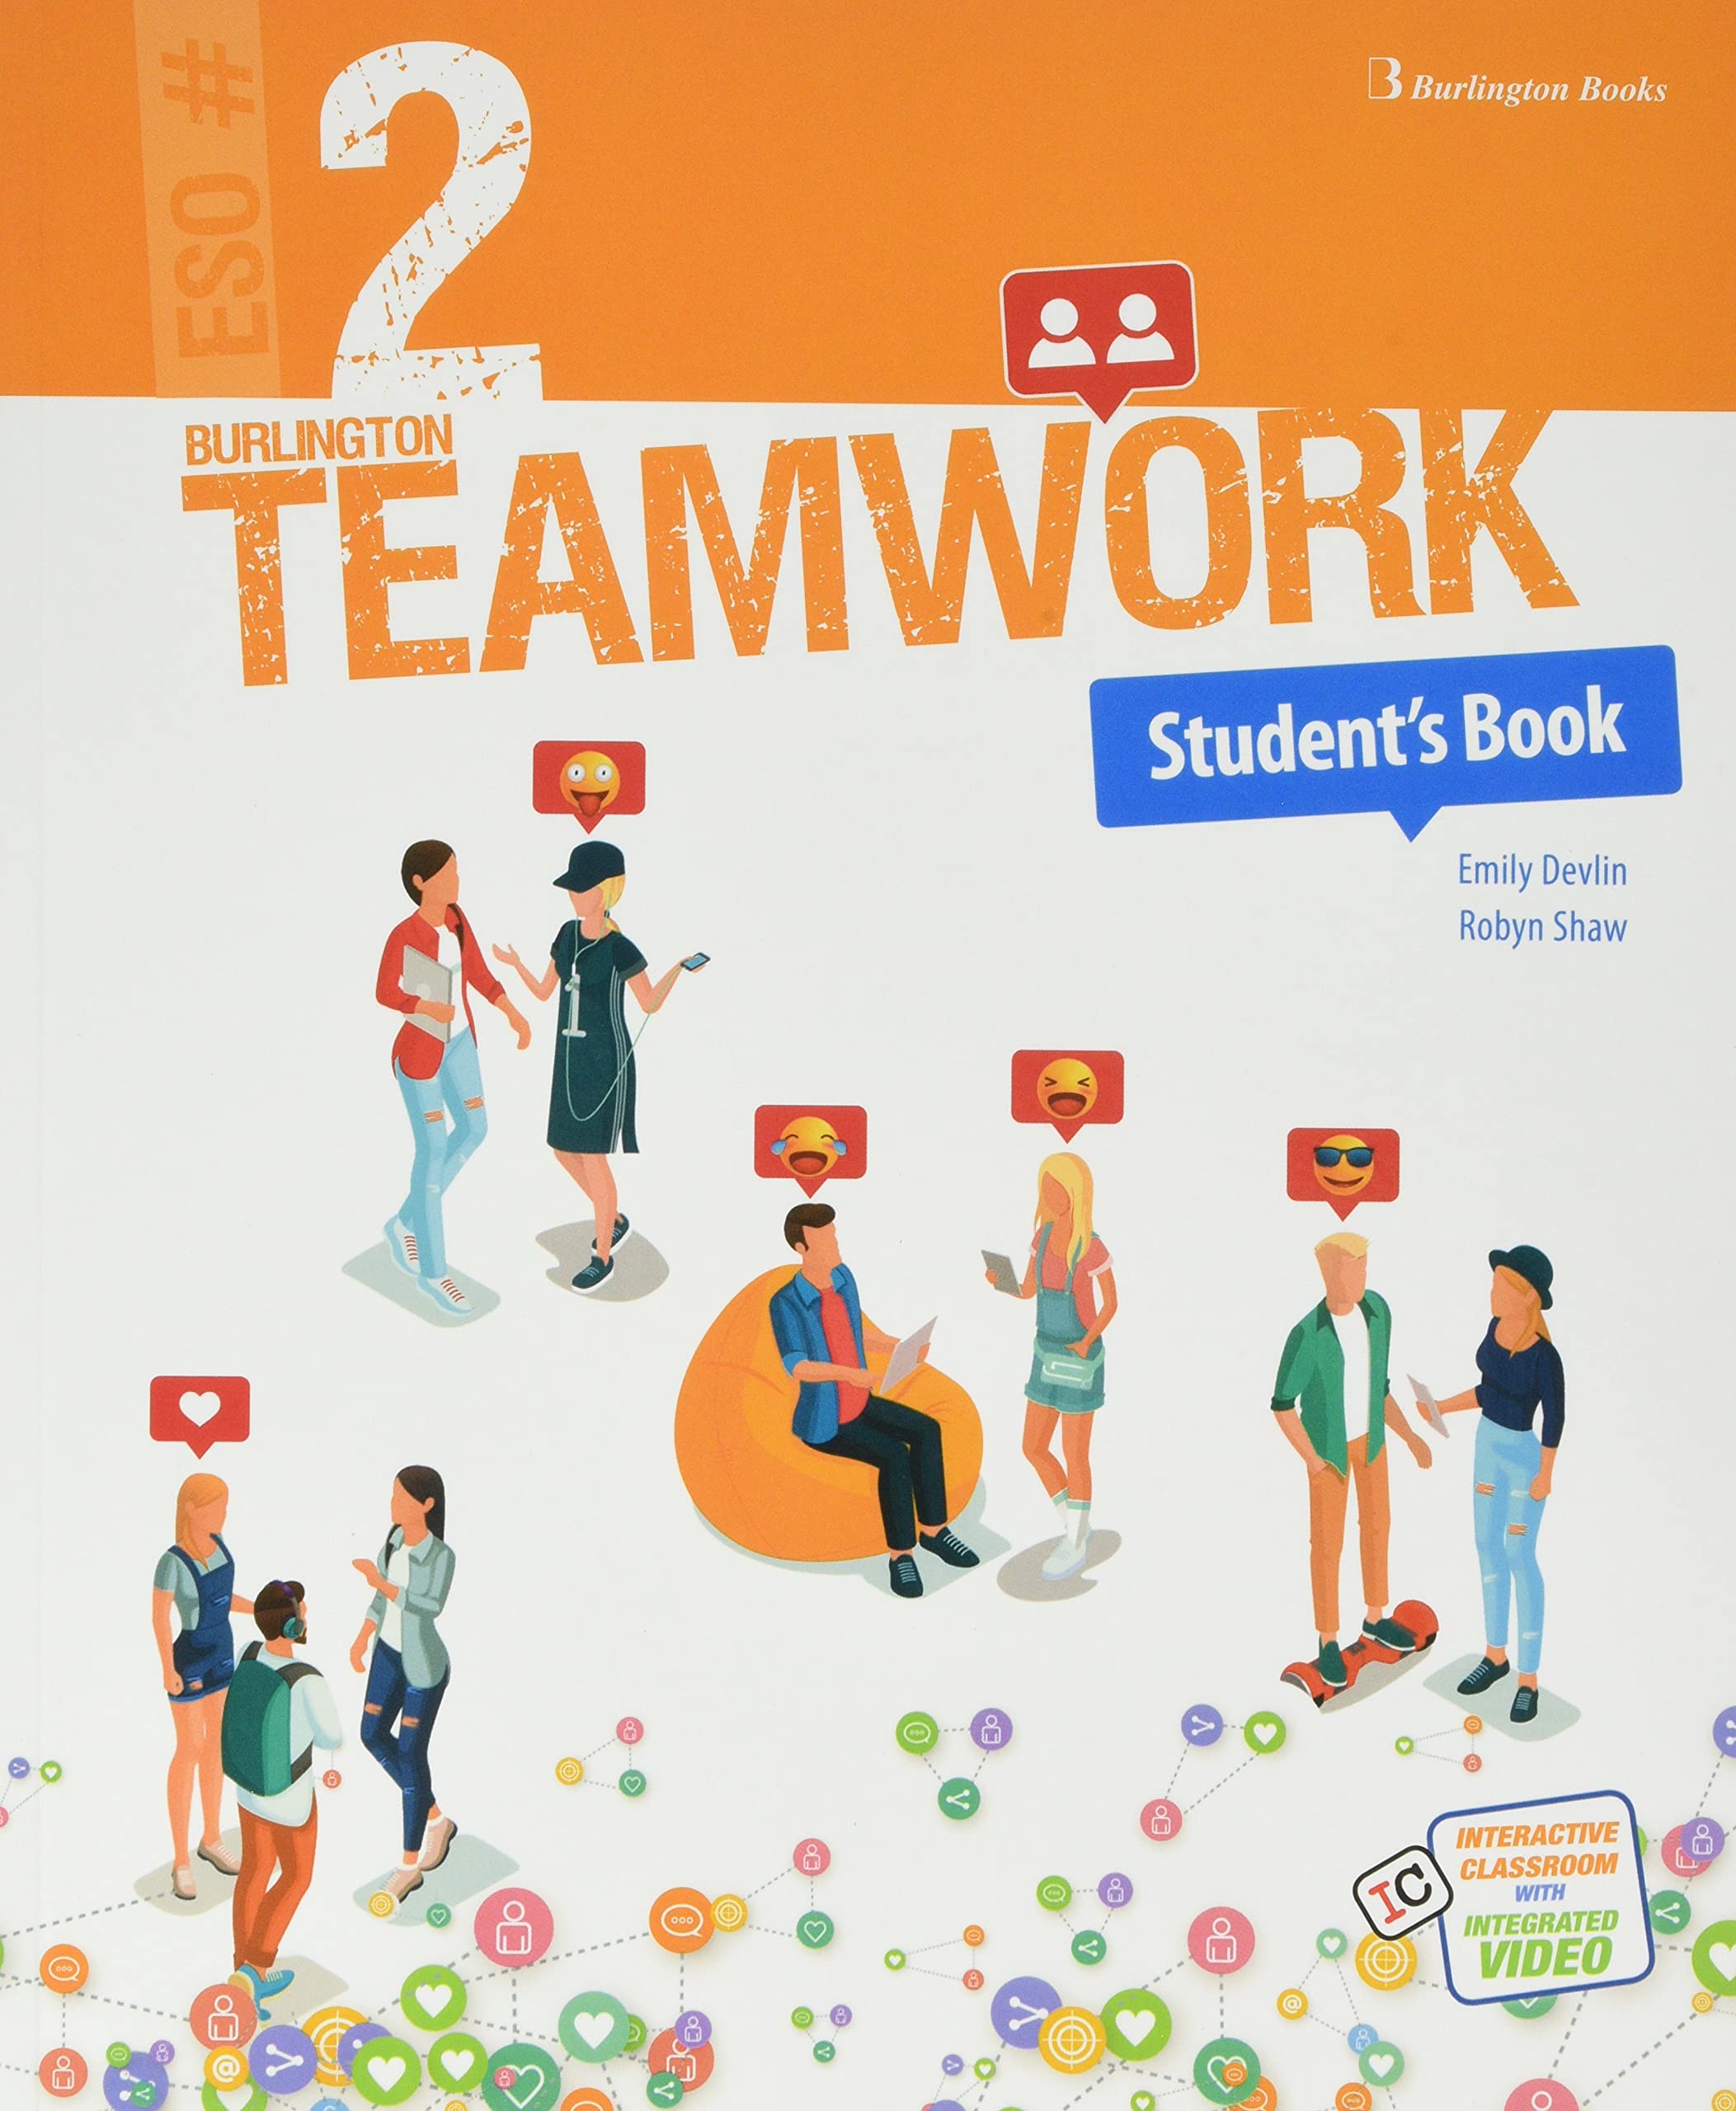 ESO #
2
Burlington Books
BURLINGTON
TEAMWORK
Student's Book
Emily Devlin
Robyn Shaw
IC
INTERACTIVE
CLASSROOM
WITH
INTEGRATED
VIDEO